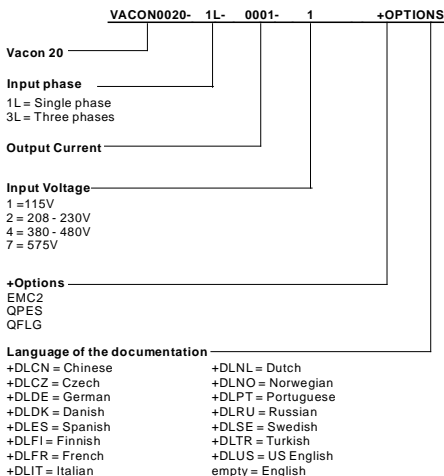 VACON0020- 1L- 0001- 1 +OPTIONS
Vacon 20
Input phase
1L = Single phase
3L = Three phases
Output Current
Input Voltage
1 =115V
2 = 208 - 230V
4 = 380 - 480V
7 = 575V
+Options
EMC2
QPES
QFLG
Language of the documentation
+DLCN = Chinese
+DLCZ = Czech
+DLDE = German
+DLDK = Danish
+DLES = Spanish
+DLFI = Finnish
+DLFR = French
+DLIT = Italian
+DLNL = Dutch
+DLNO = Norwegian
+DLPT = Portuguese
+DLRU = Russian
+DLSE = Swedish
+DLTR = Turkish
+DLUS = US English
empty = English